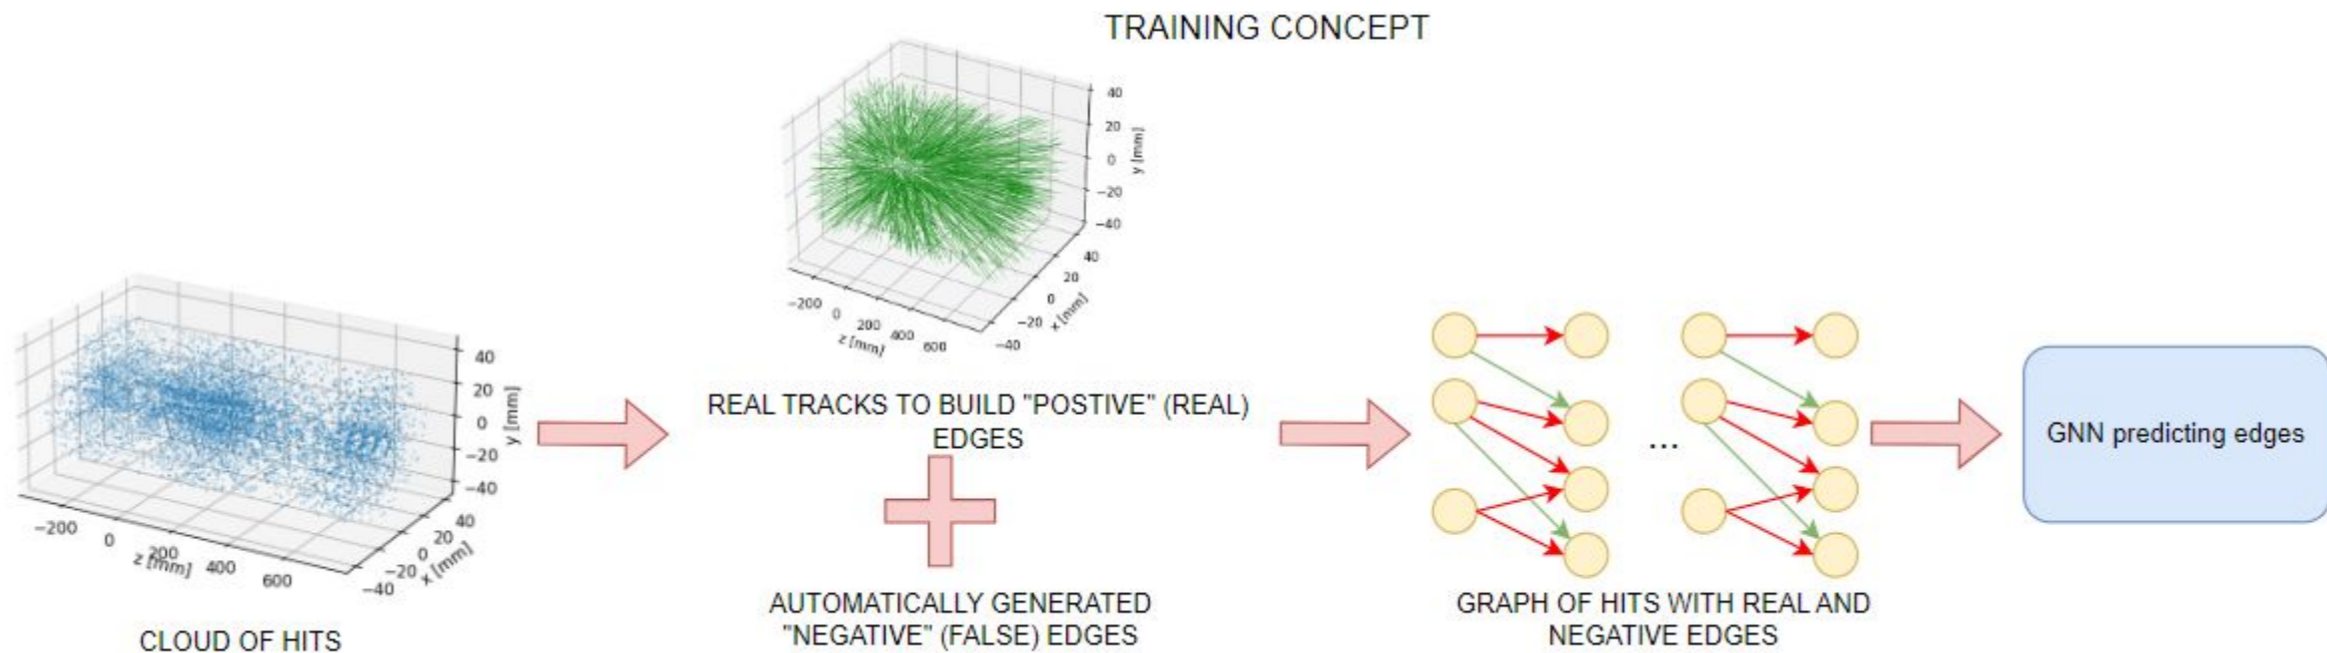 TRAINING CONCEPT
40
20
0
−20
−40
y [mm]
40
20
0
−20
−40
x [mm]
−200
0
200
400
600
z [mm]
40
20
0
−20
−40
y [mm]
40
20
0
−20
−40
x [mm]
−200
0
200
400
600
z [mm]
CLOUD OF HITS
REAL TRACKS TO BUILD "POSTIVE" (REAL)
EDGES
AUTOMATICALLY GENERATED
"NEGATIVE" (FALSE) EDGES
...
GRAPH OF HITS WITH REAL AND
NEGATIVE EDGES
GNN predicting edges